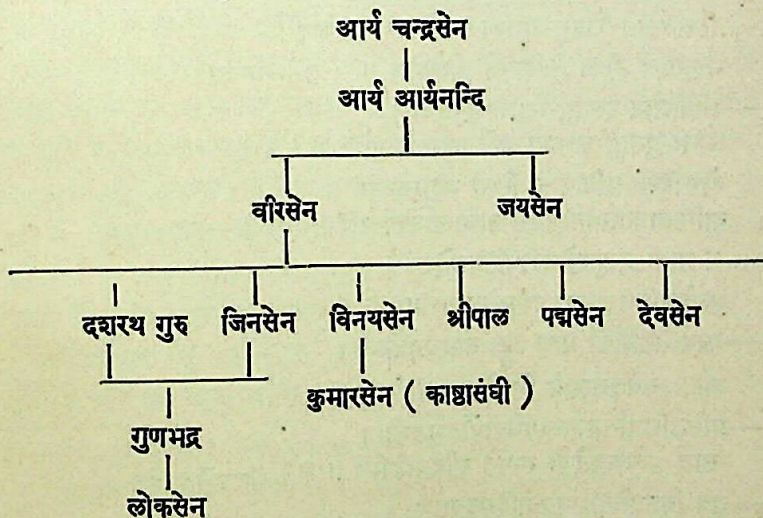 आर्य चन्द्रसेन
आर्य आर्यनन्दि
वीरसेन जयसेन
दशरथ गुरु जिनसेन विनयसेन श्रीपाल पद्मसेन देवसेन
कुमारसेन ( काष्ठासंघी )
गुणभद्र
लोकसेन